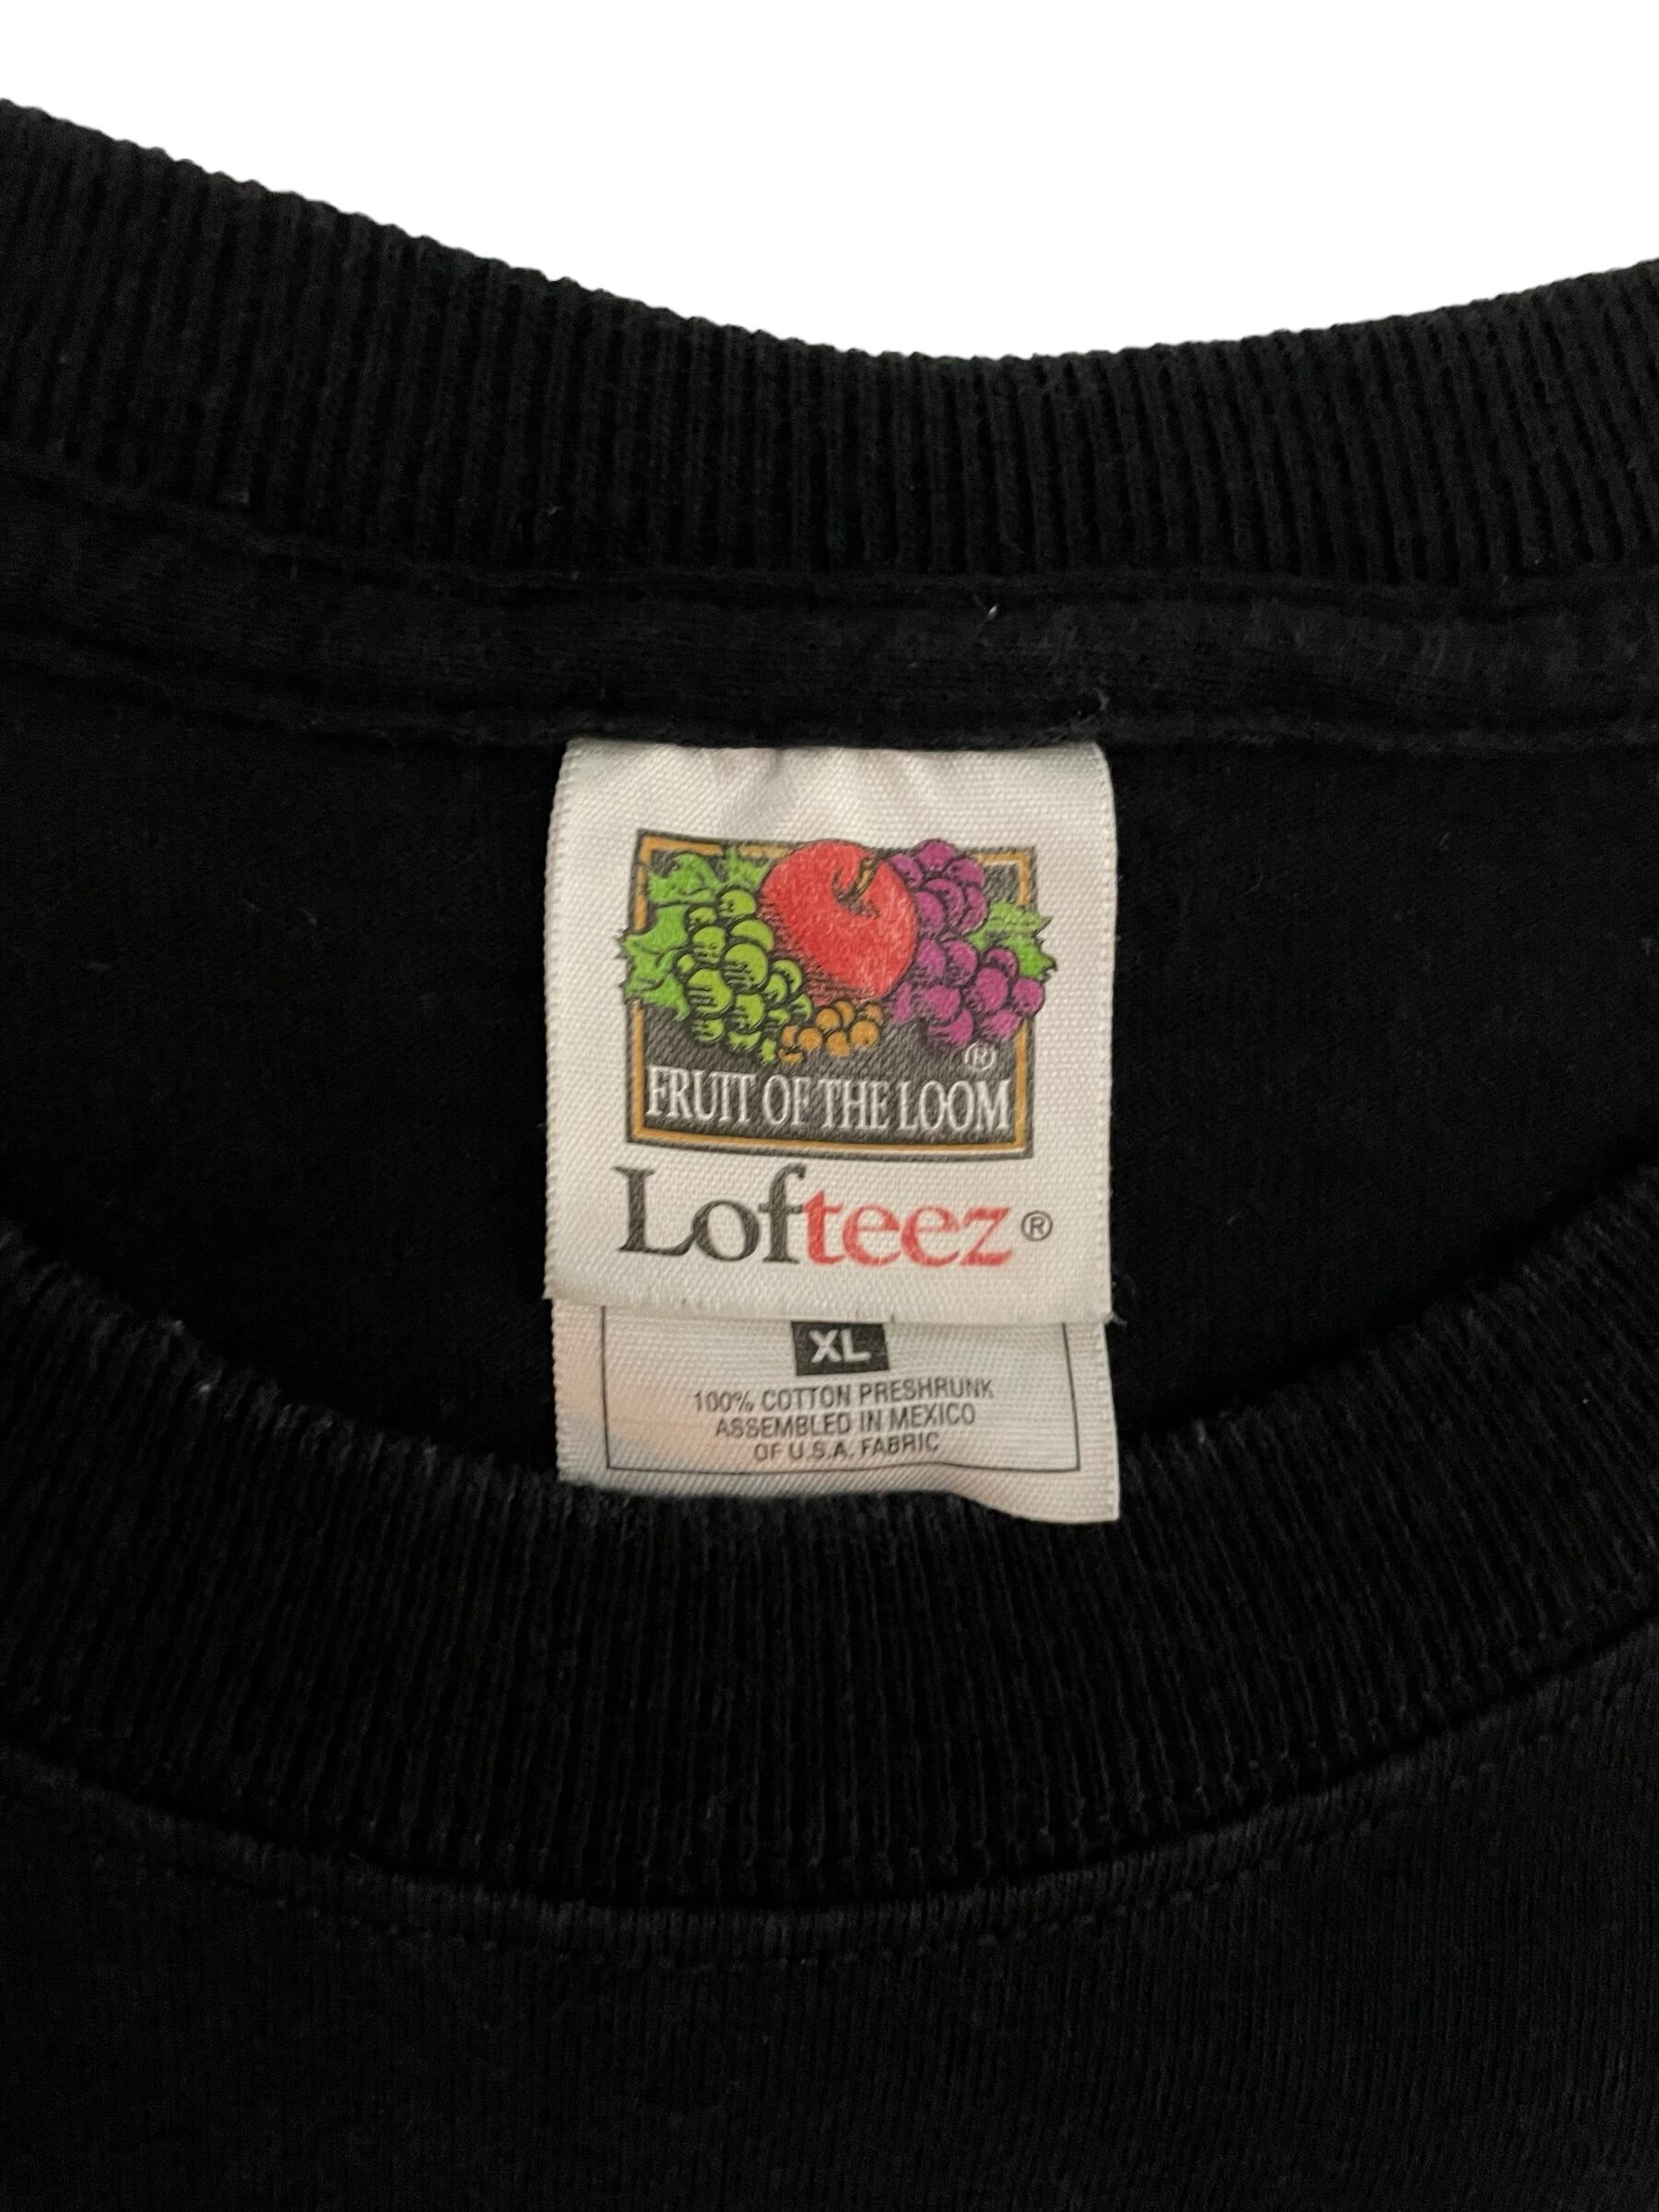 ®
FRUIT OF THE LOOM
Lofteez®
XL
100% COTTON PRESHRUNK
ASSEMBLED IN MEXICO
OF U.S.A. FABRIC